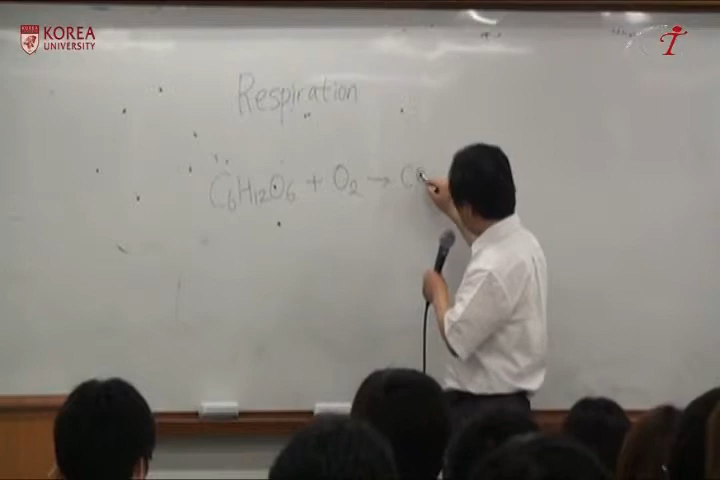 KOREA
UNIVERSITY
Respiration
C6H12O6 + O2 → CO